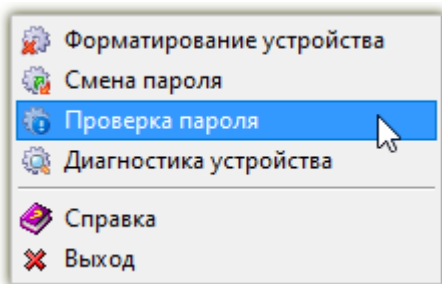 Форматирование устройства
Смена пароля
Проверка пароля
Диагностика устройства
Справка
Выход